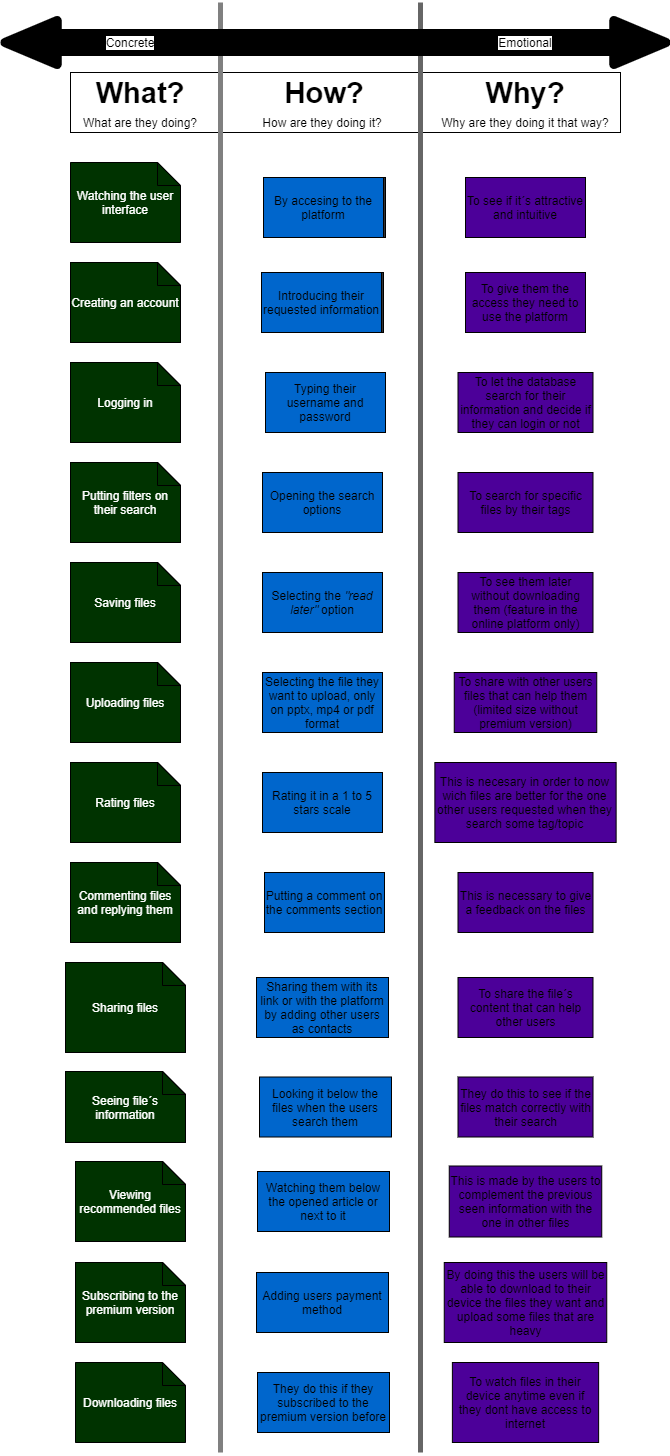 Concrete
Emotional
What?
How?
Why?
What are they doing?
How are they doing it?
Why are they doing it that way?
Watching the user
interface
By accesing to the
platform
To see if it´s attractive
and intuitive
Creating an account
Introducing their
requested information
To give them the
access they need to
use the platform
Logging in
Typing their
username and
password
To let the database
search for their
information and decide if
they can login or not
Putting filters on
their search
Opening the search
options
To search for specific
files by their tags
Saving files
Selecting the "read
later" option
To see them later
without downloading
them (feature in the
online platform only)
Uploading files
Selecting the file they
want to upload, only
on pptx, mp4 or pdf
format
To share with other users
files that can help them
(limited size without
premium version)
Rating files
Rating it in a 1 to 5
stars scale
This is necesary in order to now
wich files are better for the one
other users requested when they
search some tag/topic
Commenting files
and replying them
Putting a comment on
the comments section
This is necessary to give
a feedback on the files
Sharing files
Sharing them with its
link or with the platform
by adding other users
as contacts
To share the file´s
content that can help
other users
Seeing file´s
information
Looking it below the
files when the users
search them
They do this to see if the
files match correctly with
their search
Viewing
recommended files
Watching them below
the opened article or
next to it
This is made by the users to
complement the previous
seen information with the
one in other files
Subscribing to the
premium version
Adding users payment
method
By doing this the users will be
able to download to their
device the files they want and
upload some files that are
heavy
Downloading files
They do this if they
subscribed to the
premium version before
To watch files in their
device anytime even if
they dont have access to
internet